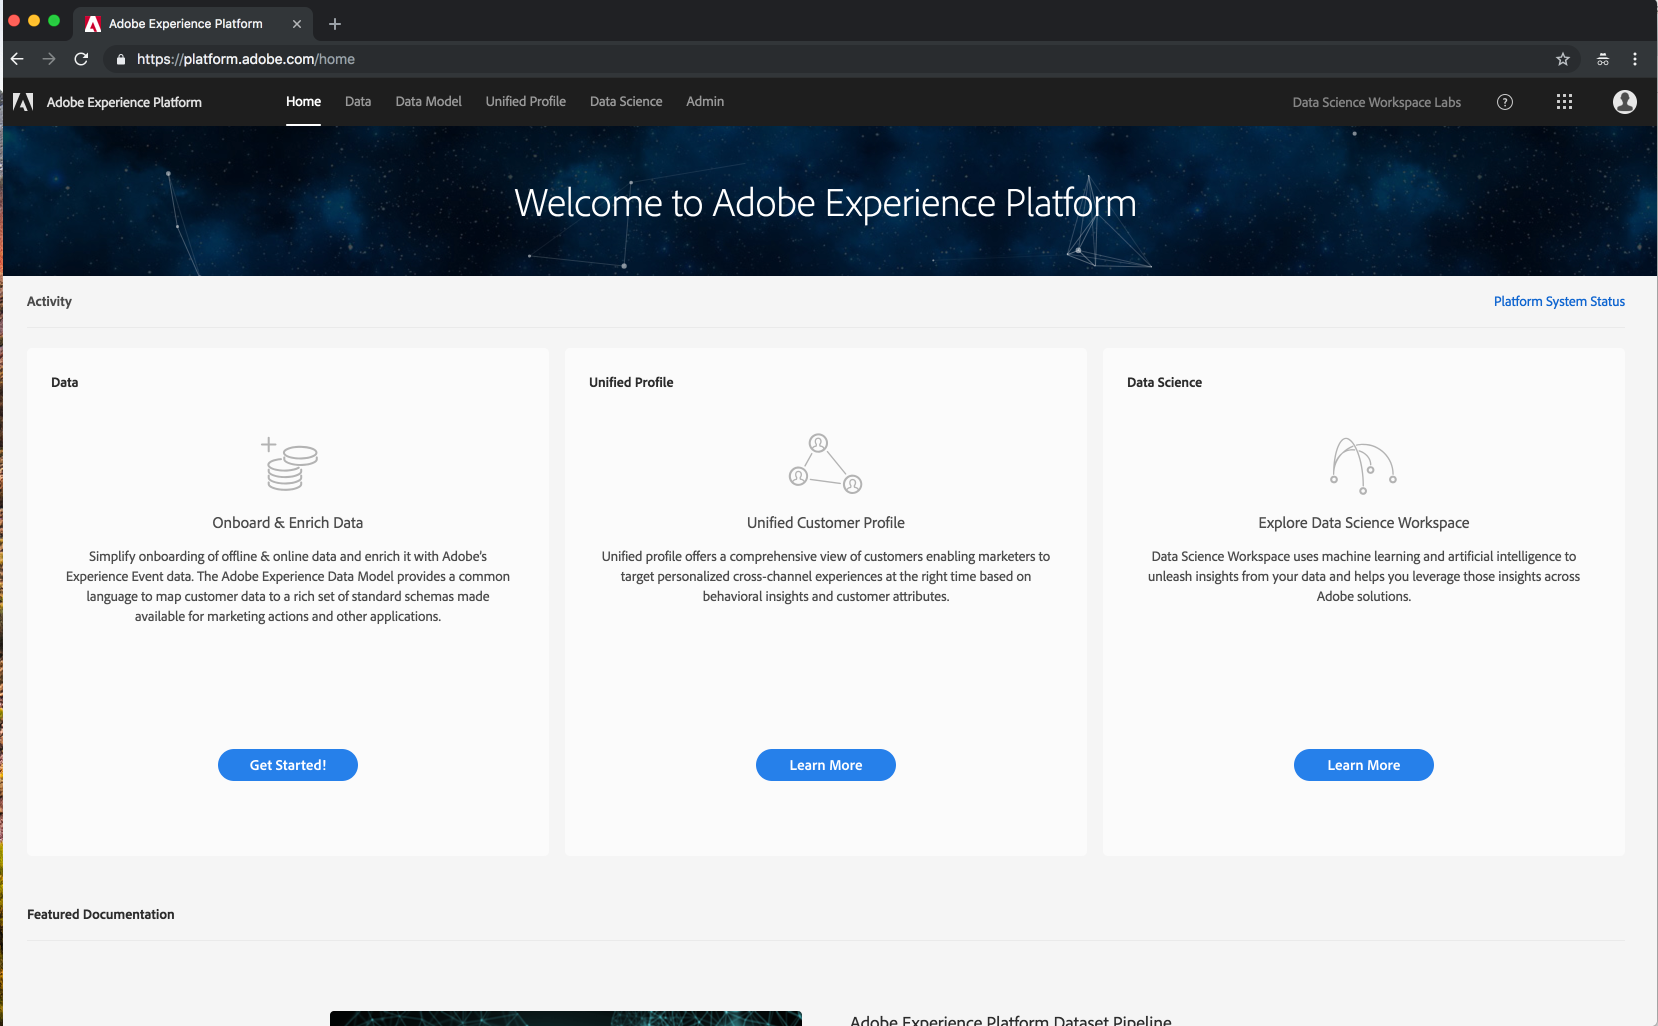 Adobe Experience Platform
https://platform.adobe.com/home
Adobe Experience Platform
Home
Data
Data Model
Unified Profile
Data Science
Admin
Data Science Workspace Labs
?
Welcome to Adobe Experience Platform
Activity
Platform System Status
Data
Onboard & Enrich Data
Simplify onboarding of offline & online data and enrich it with Adobe's
Experience Event data. The Adobe Experience Data Model provides a common
language to map customer data to a rich set of standard schemas made
available for marketing actions and other applications.
Get Started!
Unified Profile
Unified Customer Profile
Unified profile offers a comprehensive view of customers enabling marketers to
target personalized cross-channel experiences at the right time based on
behavioral insights and customer attributes.
Learn More
Data Science
Explore Data Science Workspace
Data Science Workspace uses machine learning and artificial intelligence to
unleash insights from your data and helps you leverage those insights across
Adobe solutions.
Learn More
Featured Documentation
Adobe Experience Platform Dataset Pipeline